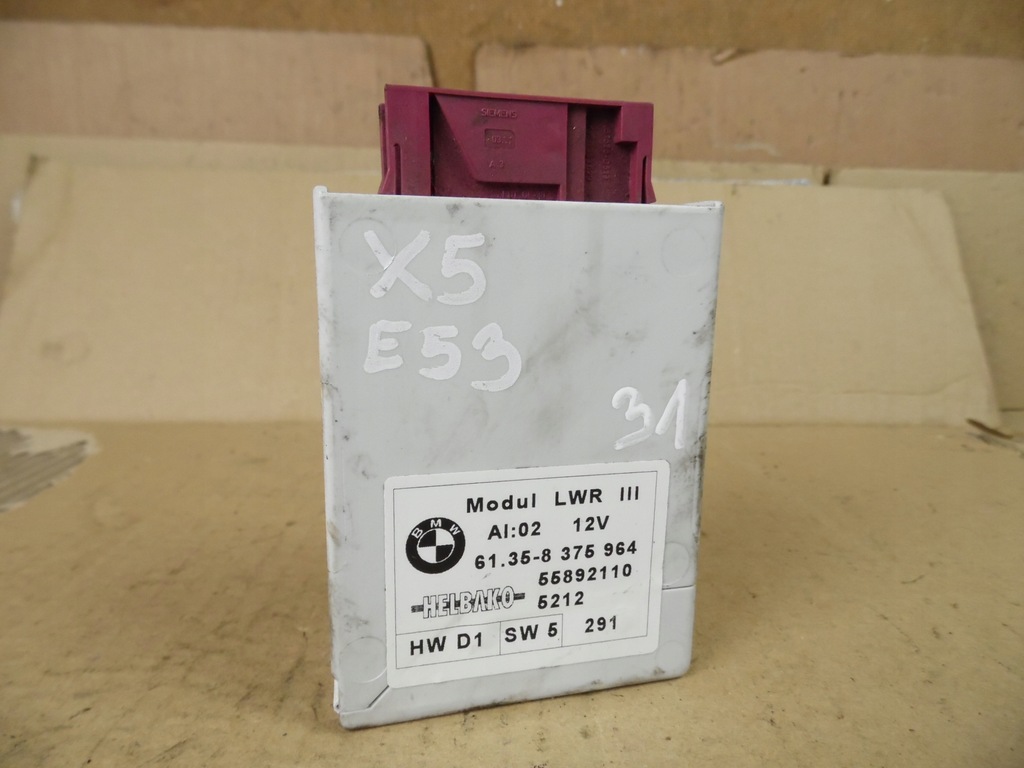 SIEMENS
X5
E53
31
Modul LWR III
BMW
AI:02 12V
61.35-8 375 964
55892110
HELBAKO 5212
HW D1 SW 5 291